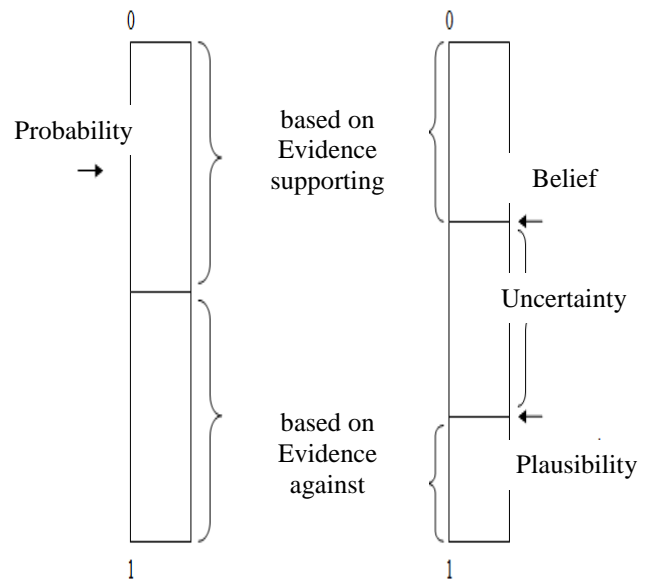 0
0
Probability
based on
Evidence
supporting
Belief
Uncertainty
based on
Evidence
against
Plausibility
1
1